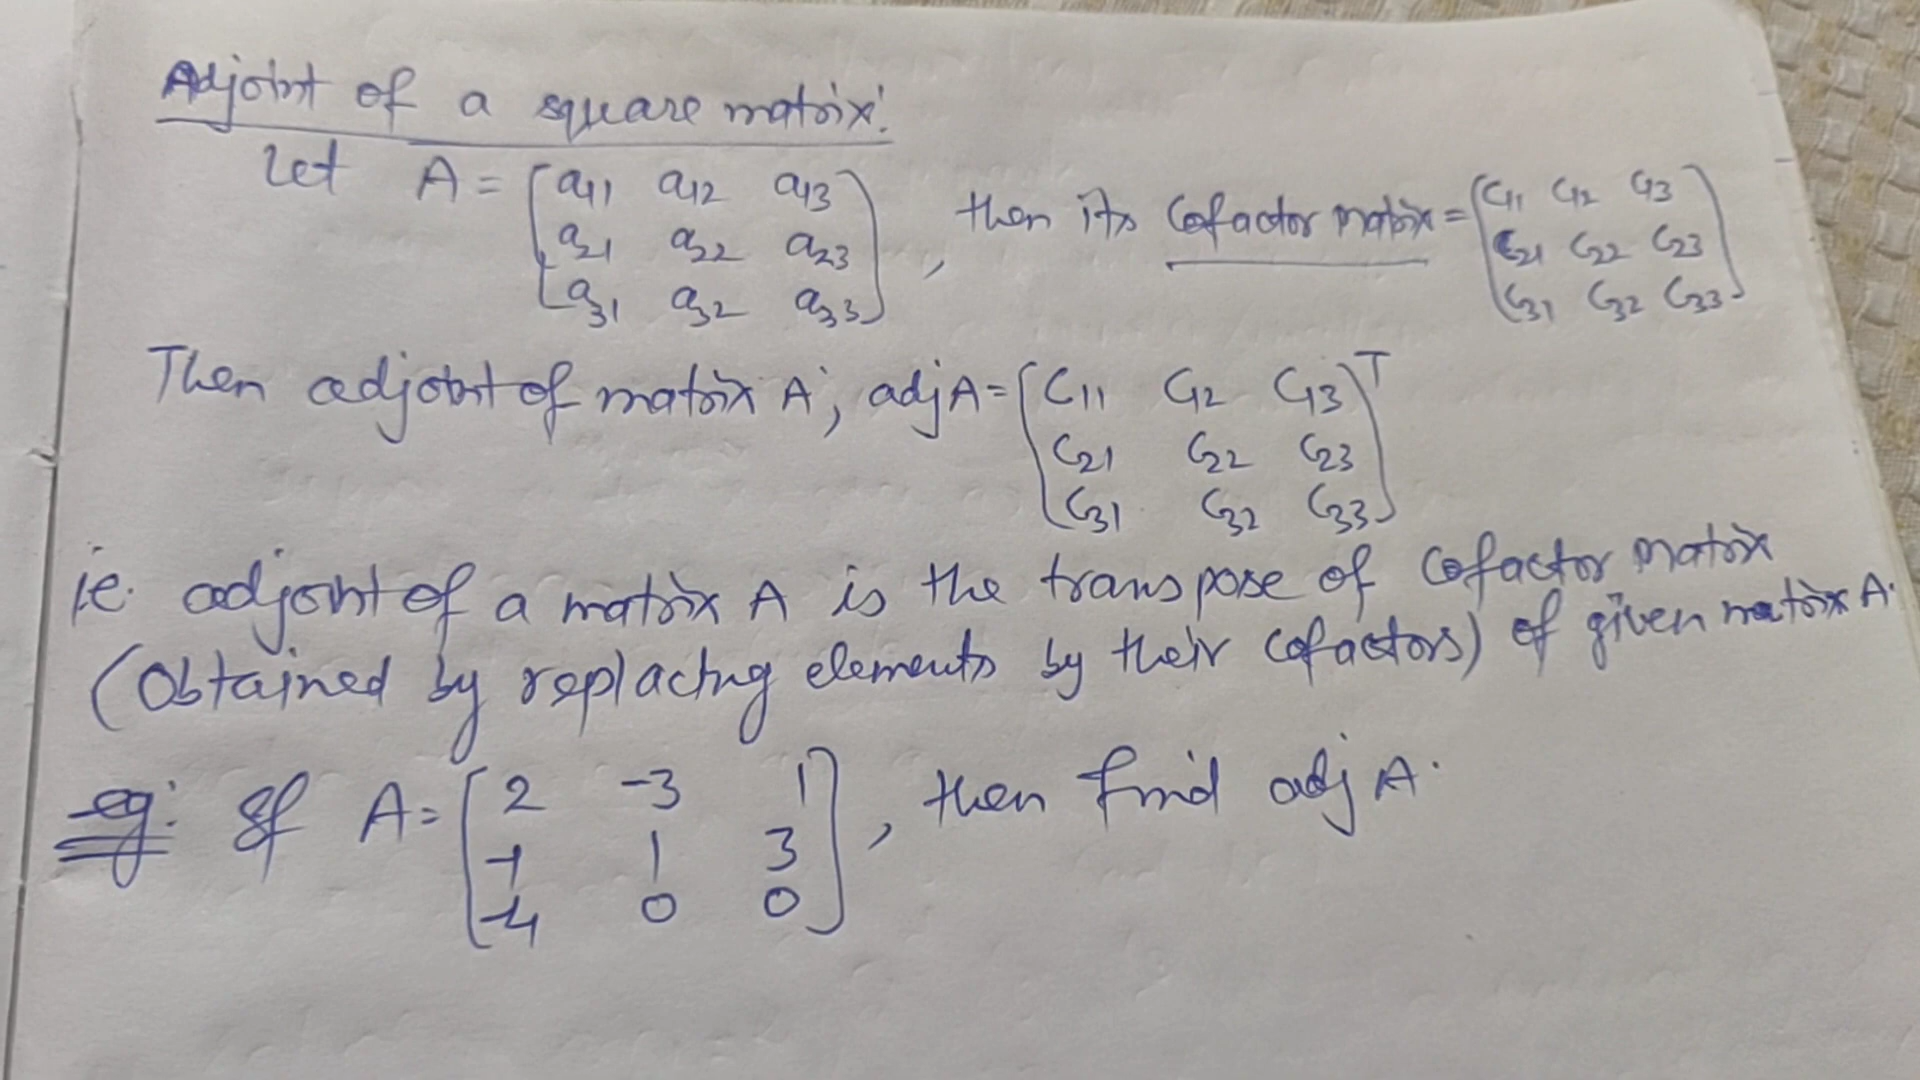 Adjoint of a square matrix:
Let A = [a11 a12 a13
a21 a22 a23
a31 a32 a33], then its Cofactor matrix = [C11 C12 C13
C21 C22 C23
C31 C32 C33]
Then adjoint of matrix A, adj A = [C11 C12 C13
C21 C22 C23
C31 C32 C33]T
ie. adjoint of a matrix A is the transpose of Cofactor matrix
(Obtained by replacing elements by their Cofactors) of given matrix A.
eg: If A = [2 -3 1
-1 1 3
-4 0 0], then find adj A.